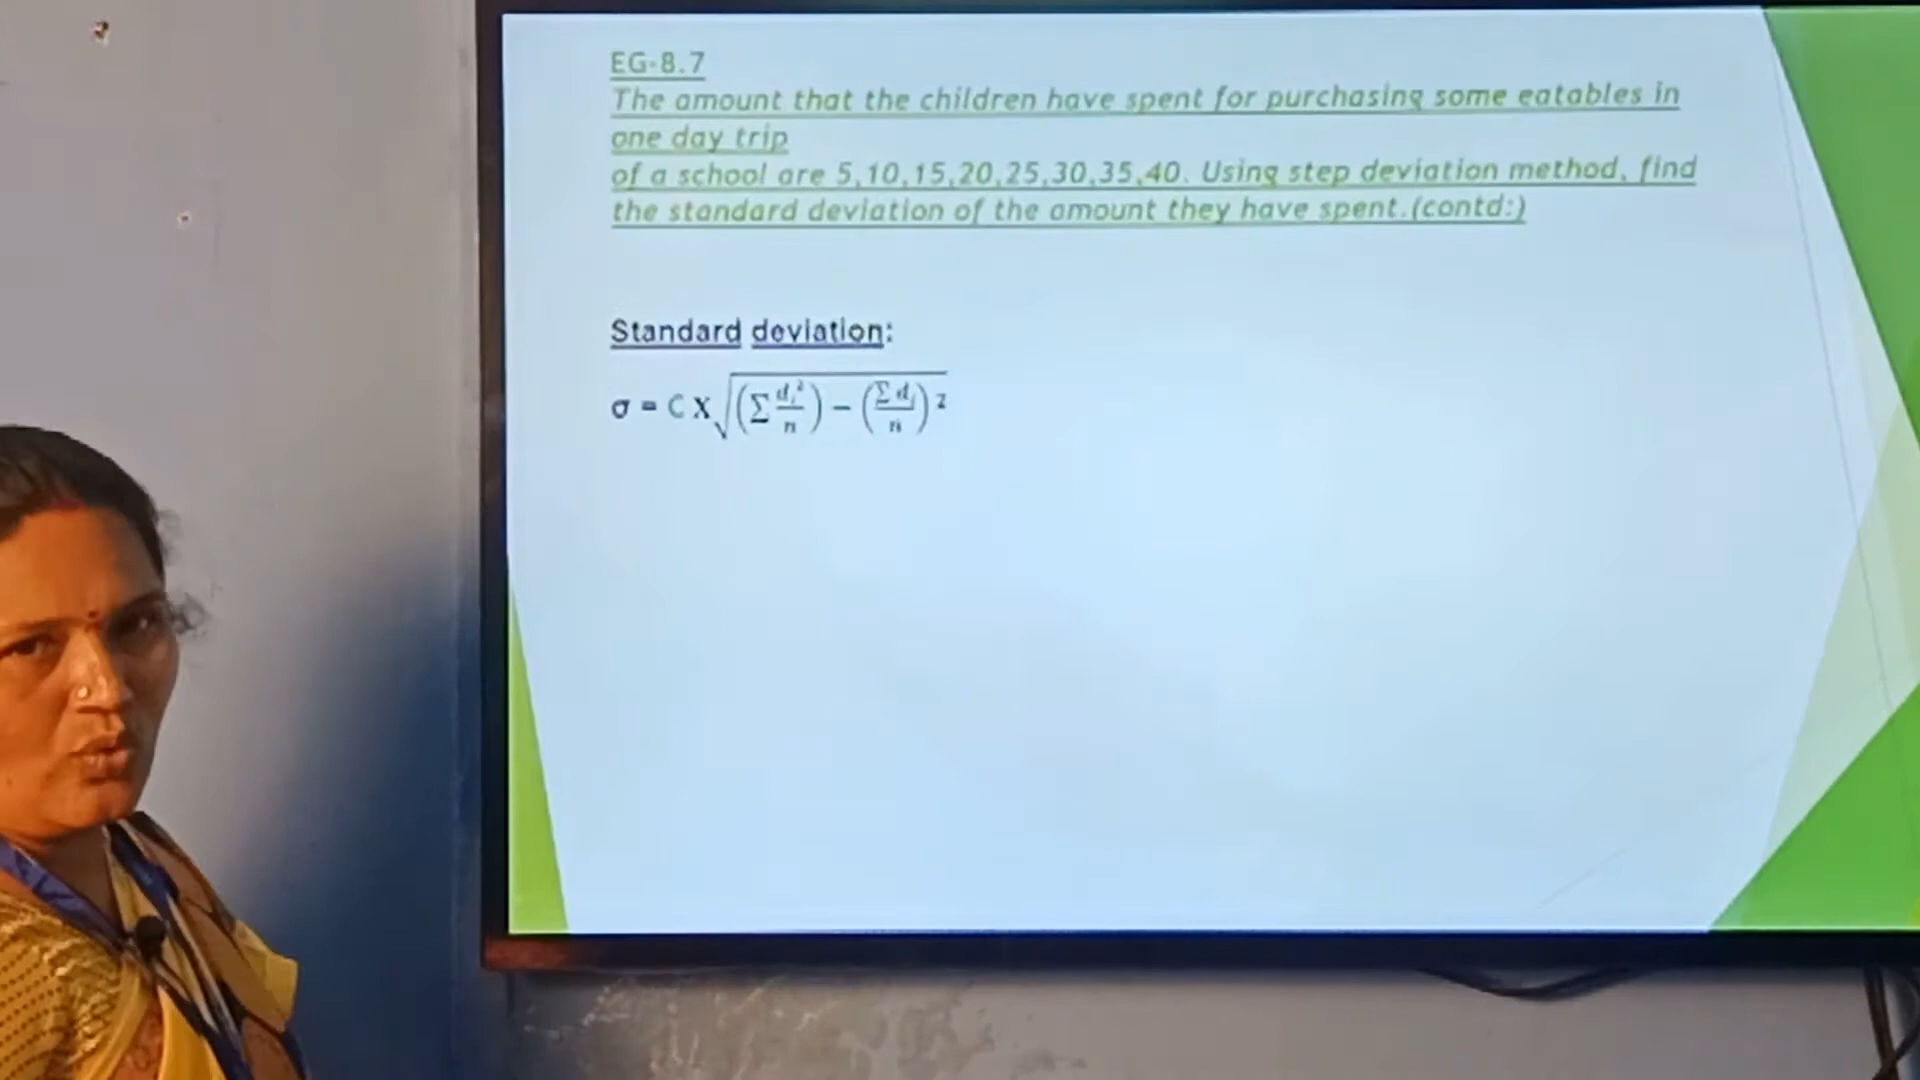 EG-8.7
The amount that the children have spent for purchasing some eatables in
one day trip
of a school are 5,10,15,20,25,30,35,40. Using step deviation method, find
the standard deviation of the amount they have spent.(contd:)
Standard deviation:
σ = C X √(∑ dᵢ²/n) − (∑ dᵢ/n) 2